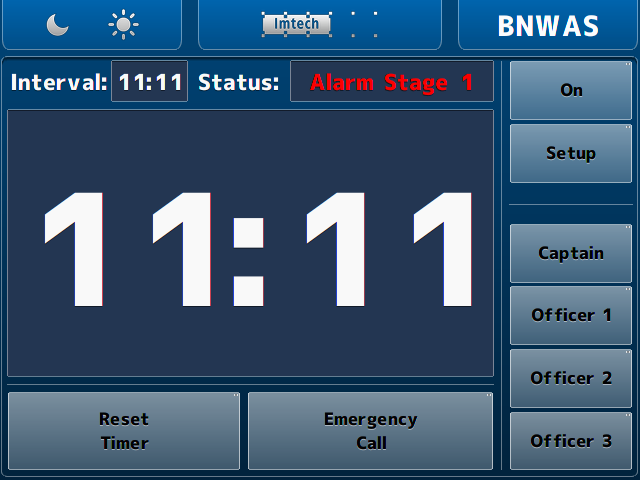 Imtech
BNWAS
Interval: 11:11 Status: Alarm Stage 1
On
Setup
11:11
Captain
Officer 1
Officer 2
Officer 3
Reset
Timer
Emergency
Call